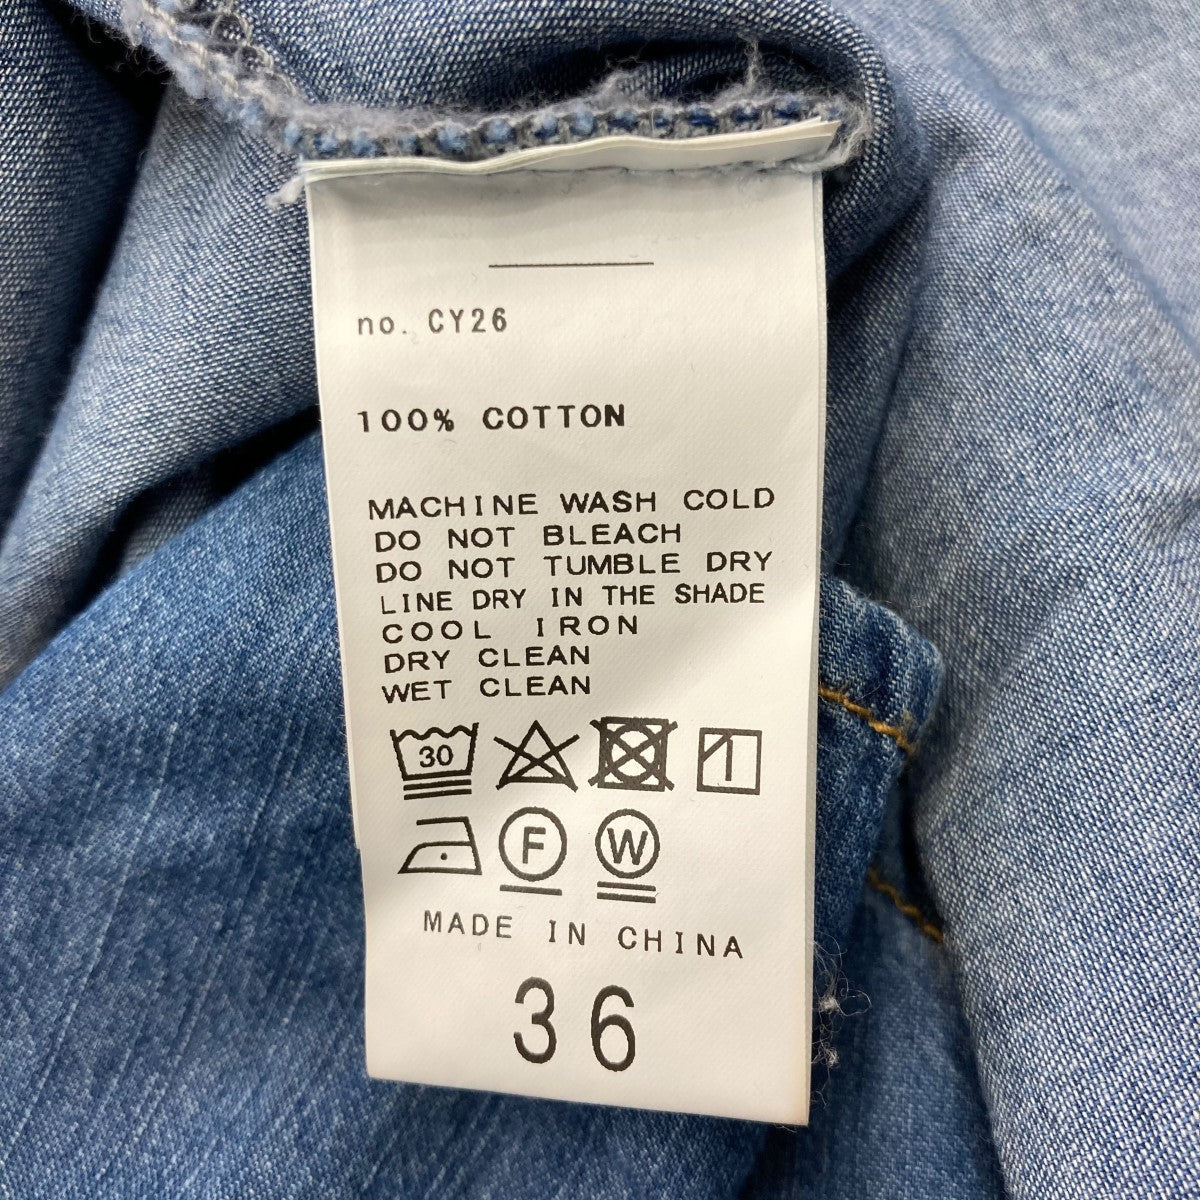 no. CY26
100% COTTON
MACHINE WASH COLD
DO NOT BLEACH
DO NOT TUMBLE DRY
LINE DRY IN THE SHADE
COOL IRON
DRY CLEAN
WET CLEAN
30
F W
MADE IN CHINA
36